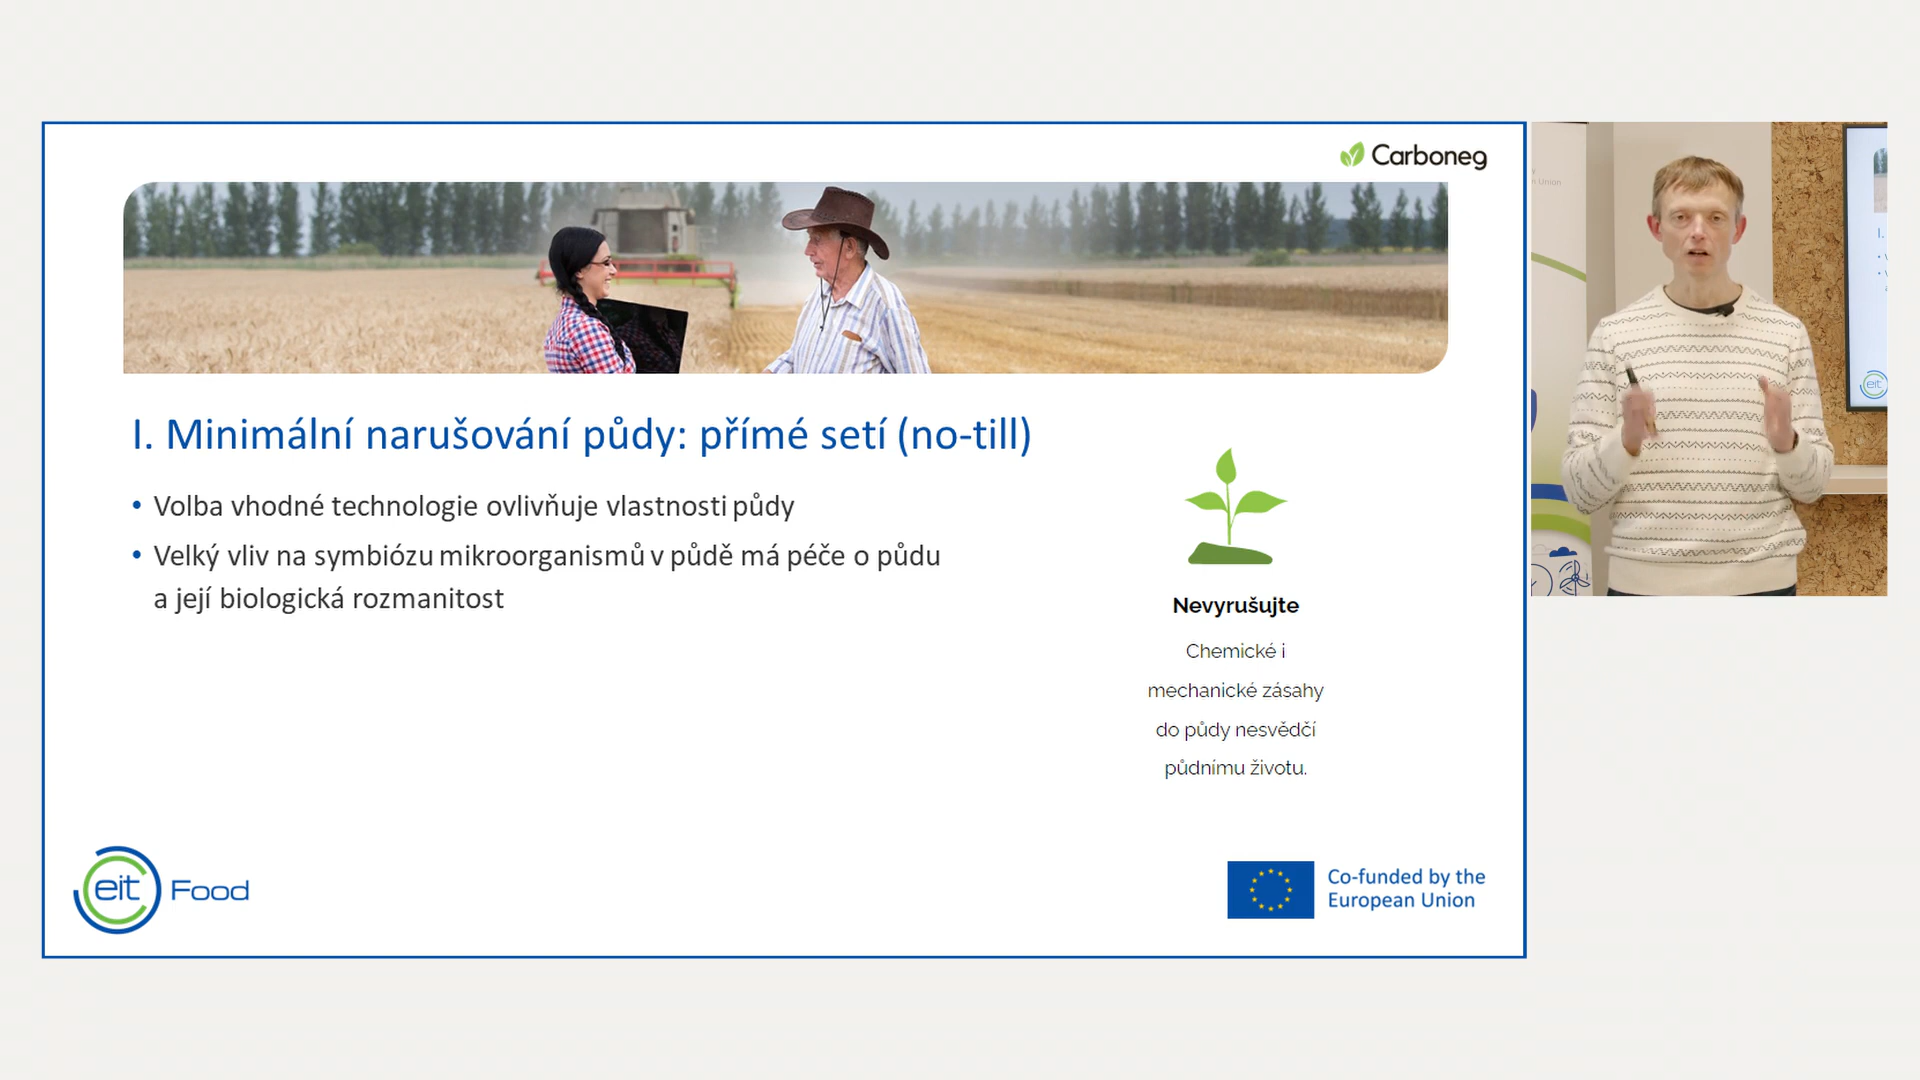 Carboneg
I. Minimální narušování půdy: přímé setí (no-till)
• Volba vhodné technologie ovlivňuje vlastnosti půdy
• Velký vliv na symbiózu mikroorganismů v půdě má péče o půdu
a její biologická rozmanitost
Nevyrušujte
Chemické i
mechanické zásahy
do půdy nesvědčí
půdnímu životu.
eit Food
Co-funded by the
European Union
n Union
I.
eit